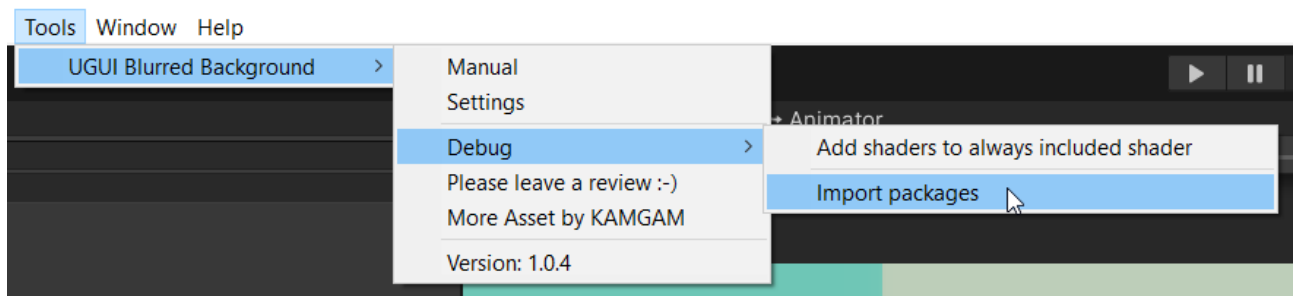 Tools Window Help
UGUI Blurred Background
Manual
Settings
Animator
Debug
Add shaders to always included shader
Please leave a review :-)
Import packages
More Asset by KAMGAM
Version: 1.0.4